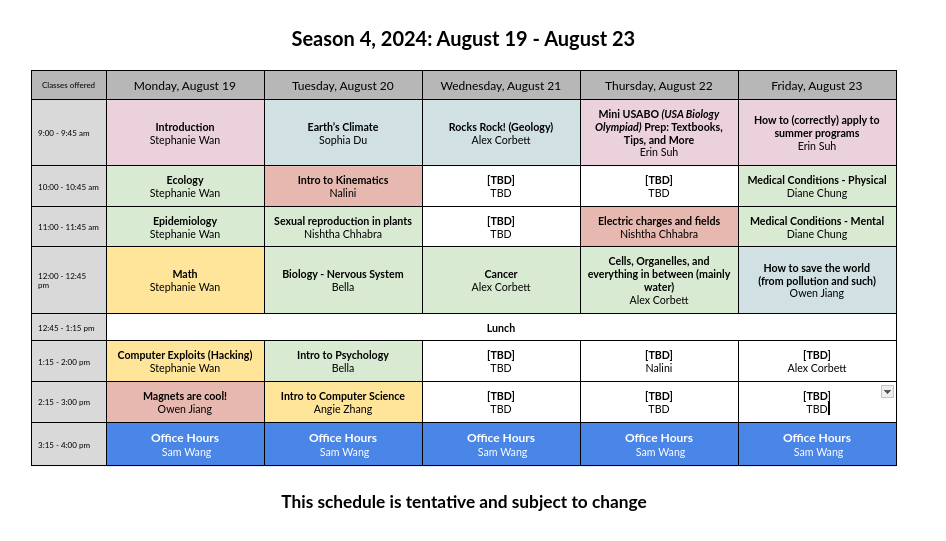 Season 4, 2024: August 19 - August 23
Classes offered
Monday, August 19
Tuesday, August 20
Wednesday, August 21
Thursday, August 22
Friday, August 23
9:00 - 9:45 am
Introduction
Stephanie Wan
Earth's Climate
Sophia Du
Rocks Rock! (Geology)
Alex Corbett
Mini USABO (USA Biology
Olympiad) Prep: Textbooks,
Tips, and More
Erin Suh
How to (correctly) apply to
summer programs
Erin Suh
10:00 - 10:45 am
Ecology
Stephanie Wan
Intro to Kinematics
Nalini
[TBD]
TBD
[TBD]
TBD
Medical Conditions - Physical
Diane Chung
11:00 - 11:45 am
Epidemiology
Stephanie Wan
Sexual reproduction in plants
Nishtha Chhabra
[TBD]
TBD
Electric charges and fields
Nishtha Chhabra
Medical Conditions - Mental
Diane Chung
12:00 - 12:45
pm
Math
Stephanie Wan
Biology - Nervous System
Bella
Cancer
Alex Corbett
Cells, Organelles, and
everything in between (mainly
water)
Alex Corbett
How to save the world
(from pollution and such)
Owen Jiang
12:45 - 1:15 pm
Lunch
1:15 - 2:00 pm
Computer Exploits (Hacking)
Stephanie Wan
Intro to Psychology
Bella
[TBD]
TBD
[TBD]
Nalini
[TBD]
Alex Corbett
2:15 - 3:00 pm
Magnets are cool!
Owen Jiang
Intro to Computer Science
Angie Zhang
[TBD]
TBD
[TBD]
TBD
[TBD]
TBD
3:15 - 4:00 pm
Office Hours
Sam Wang
Office Hours
Sam Wang
Office Hours
Sam Wang
Office Hours
Sam Wang
Office Hours
Sam Wang
This schedule is tentative and subject to change